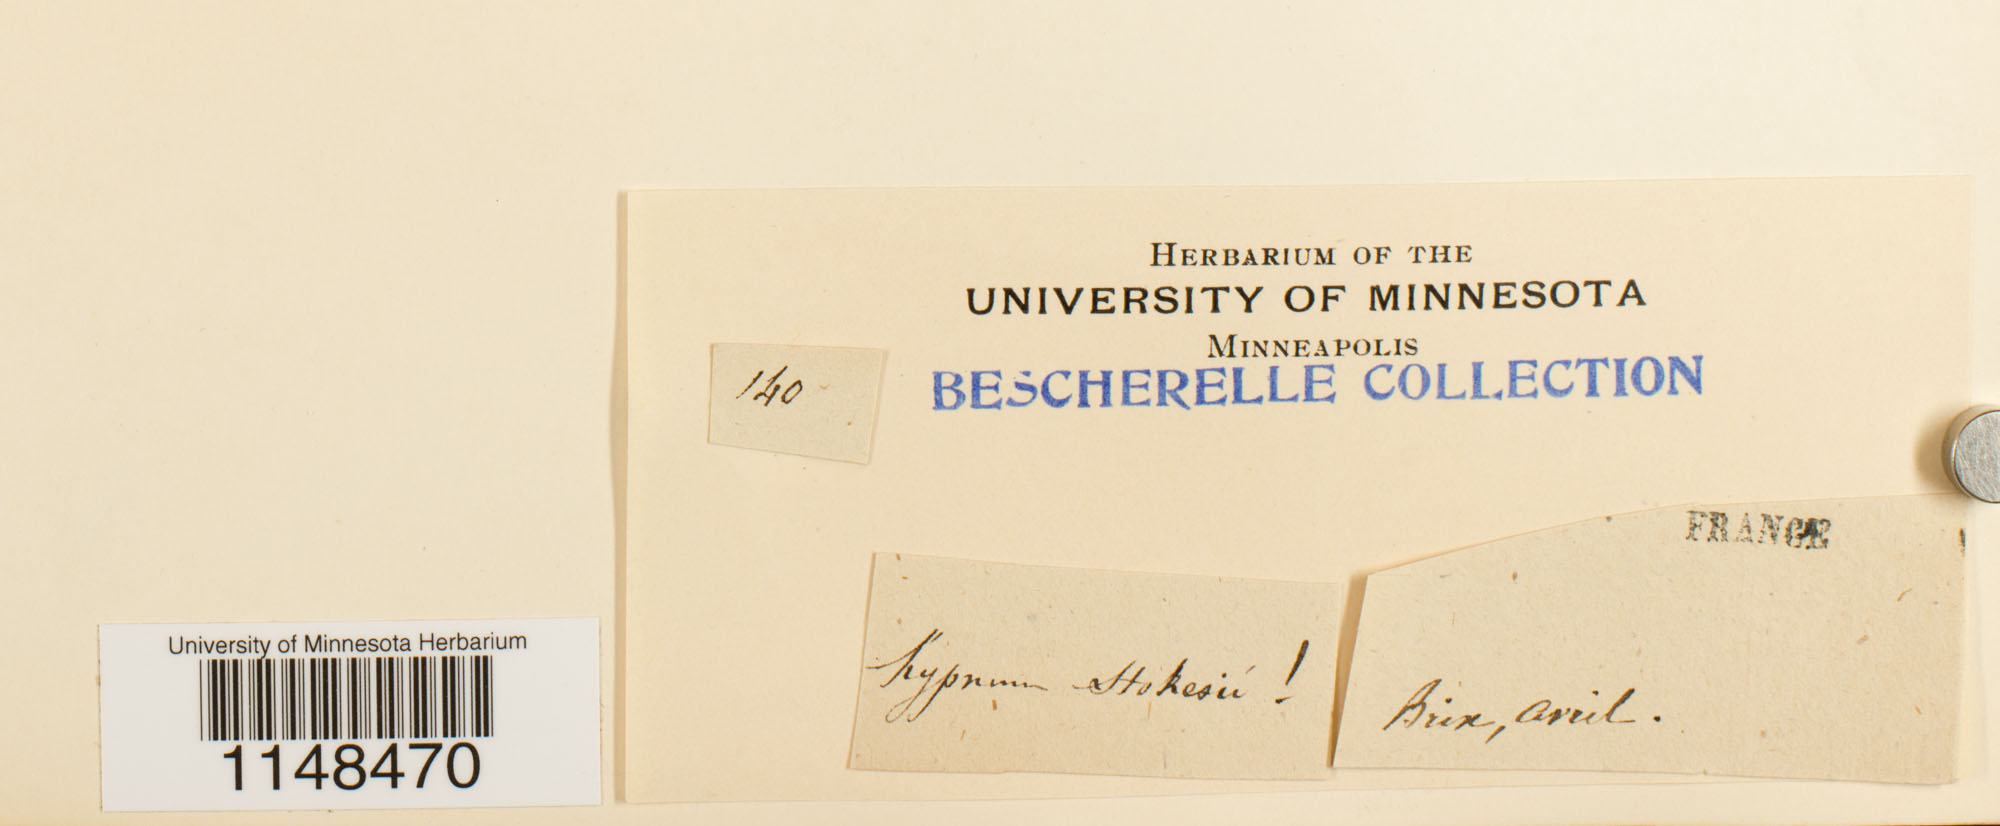 HERBARIUM OF THE
UNIVERSITY OF MINNESOTA
MINNEAPOLIS
BESCHERELLE COLLECTION
140
FRANCE
hypnum Stokesii !
Brix, avril.
University of Minnesota Herbarium
1148470